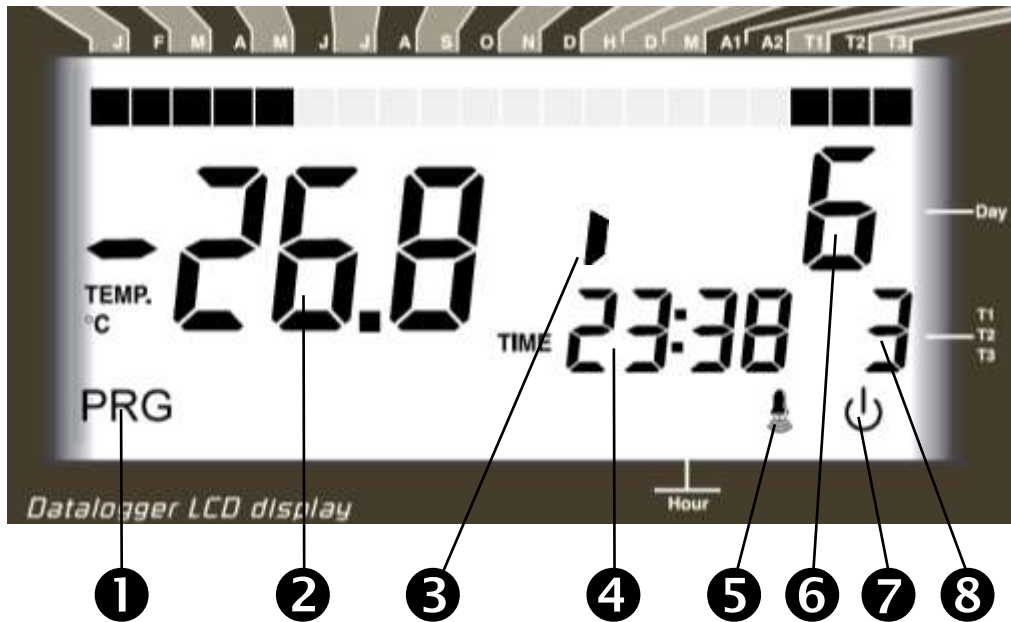 J F M A M J J A S O N D H D M A1 A2 T1 T2 T3
-26.8
6
Day
TEMP.
°C
TIME
23:38
3
T1
T2
T3
PRG
Datalogger LCD display
Hour
1 2 3 4 5 6 7 8